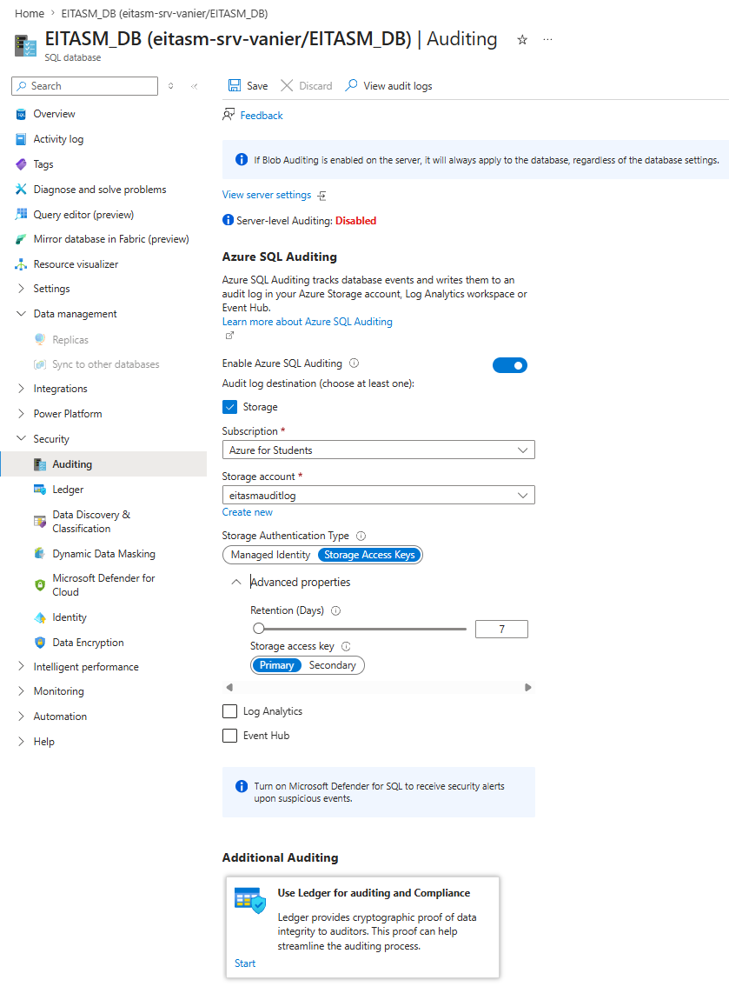 Home > EITASM_DB (eitasm-srv-vanier/EITASM_DB)
EITASM_DB (eitasm-srv-vanier/EITASM_DB) | Auditing
SQL database
Search
Overview
Activity log
Tags
Diagnose and solve problems
Query editor (preview)
Mirror database in Fabric (preview)
Resource visualizer
Settings
Data management
Replicas
Sync to other databases
Integrations
Power Platform
Security
Auditing
Ledger
Data Discovery &
Classification
Dynamic Data Masking
Microsoft Defender for
Cloud
Identity
Data Encryption
Intelligent performance
Monitoring
Automation
Help
Save Discard View audit logs
Feedback
If Blob Auditing is enabled on the server, it will always apply to the database, regardless of the database settings.
View server settings
Server-level Auditing: Disabled
Azure SQL Auditing
Azure SQL Auditing tracks database events and writes them to an
audit log in your Azure Storage account, Log Analytics workspace or
Event Hub.
Learn more about Azure SQL Auditing
Enable Azure SQL Auditing
Audit log destination (choose at least one):
Storage
Subscription *
Azure for Students
Storage account *
eitasmauditlog
Create new
Storage Authentication Type
Managed Identity Storage Access Keys
Advanced properties
Retention (Days)
7
Storage access key
Primary Secondary
Log Analytics
Event Hub
Turn on Microsoft Defender for SQL to receive security alerts
upon suspicious events.
Additional Auditing
Use Ledger for auditing and Compliance
Ledger provides cryptographic proof of data
integrity to auditors. This proof can help
streamline the auditing process.
Start